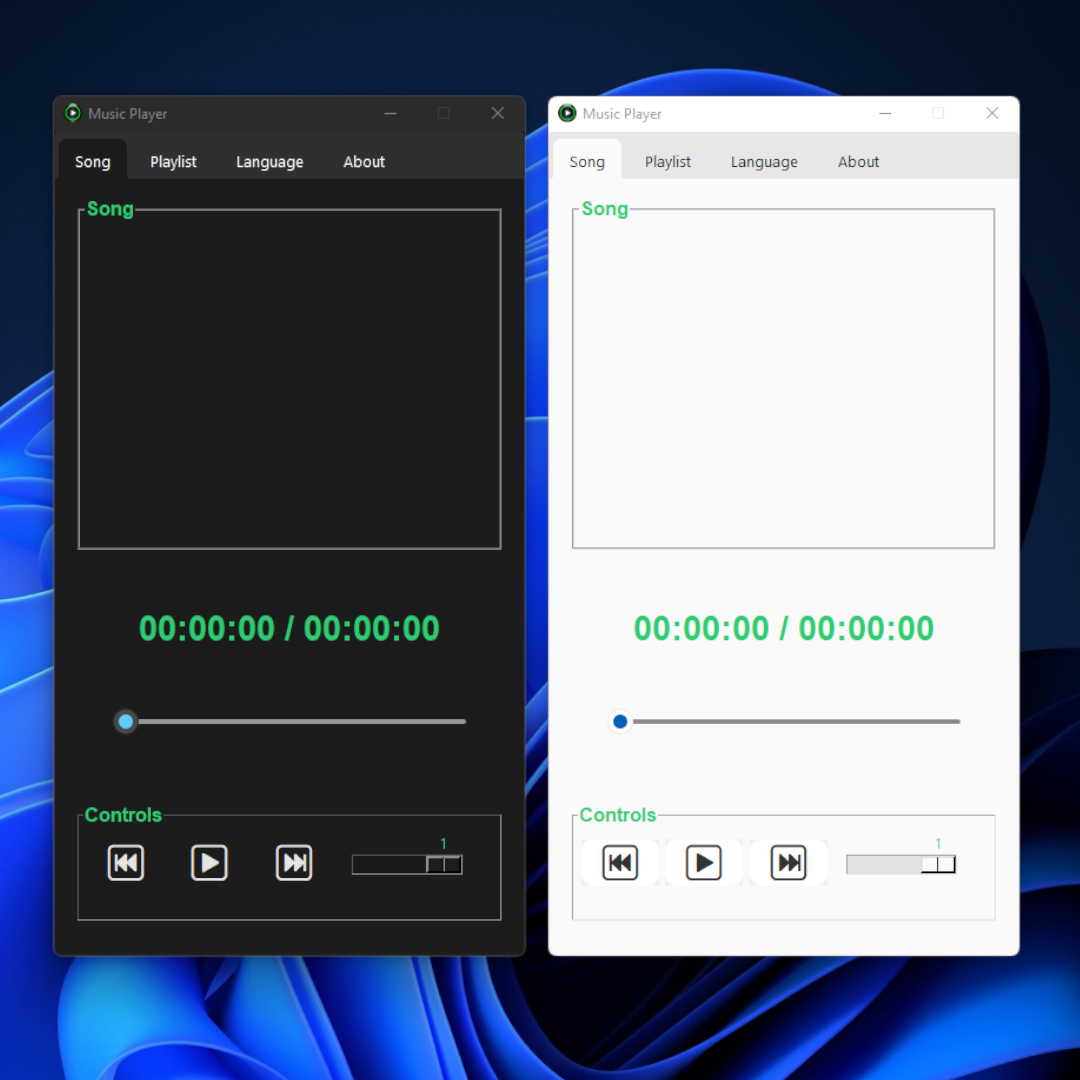 Music Player
Song Playlist Language About
Song
00:00:00 / 00:00:00
Controls
1
Music Player
Song Playlist Language About
Song
00:00:00 / 00:00:00
Controls
1